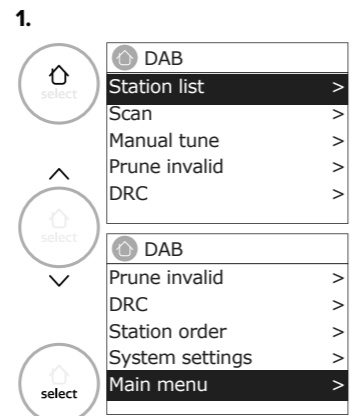 1.
select
DAB
Station list >
Scan >
Manual tune >
Prune invalid >
DRC >
select
DAB
Prune invalid >
DRC >
Station order >
System settings >
Main menu >
select